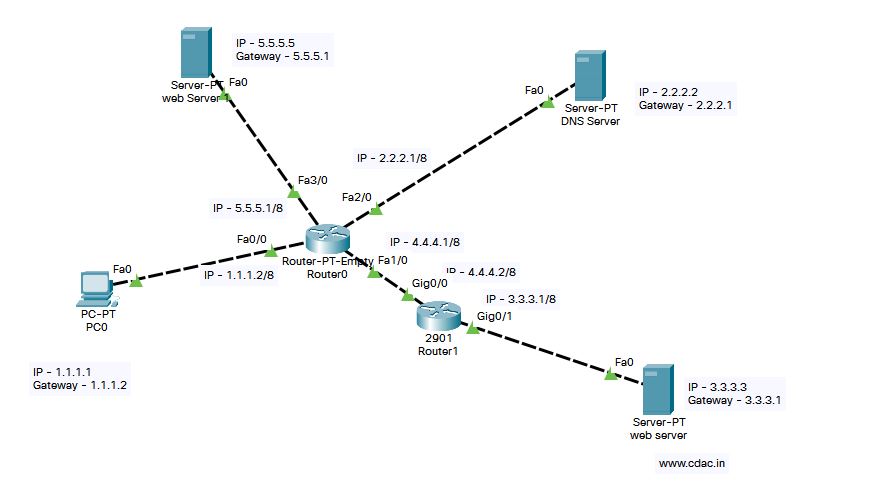 IP - 5.5.5.5
Gateway - 5.5.5.1
Fa0
Server-PT
web Server 1
Fa0
Server-PT
DNS Server
IP - 2.2.2.2
Gateway - 2.2.2.1
IP - 2.2.2.1/8
Fa3/0
Fa2/0
IP - 5.5.5.1/8
Fa0/0
IP - 4.4.4.1/8
Router-PT-Empty
Router0
Fa1/0
IP - 4.4.4.2/8
Fa0
IP - 1.1.1.2/8
Gig0/0
IP - 3.3.3.1/8
Gig0/1
PC-PT
PC0
2901
Router1
IP - 1.1.1.1
Gateway - 1.1.1.2
Fa0
IP - 3.3.3.3
Gateway - 3.3.3.1
Server-PT
web server
www.cdac.in